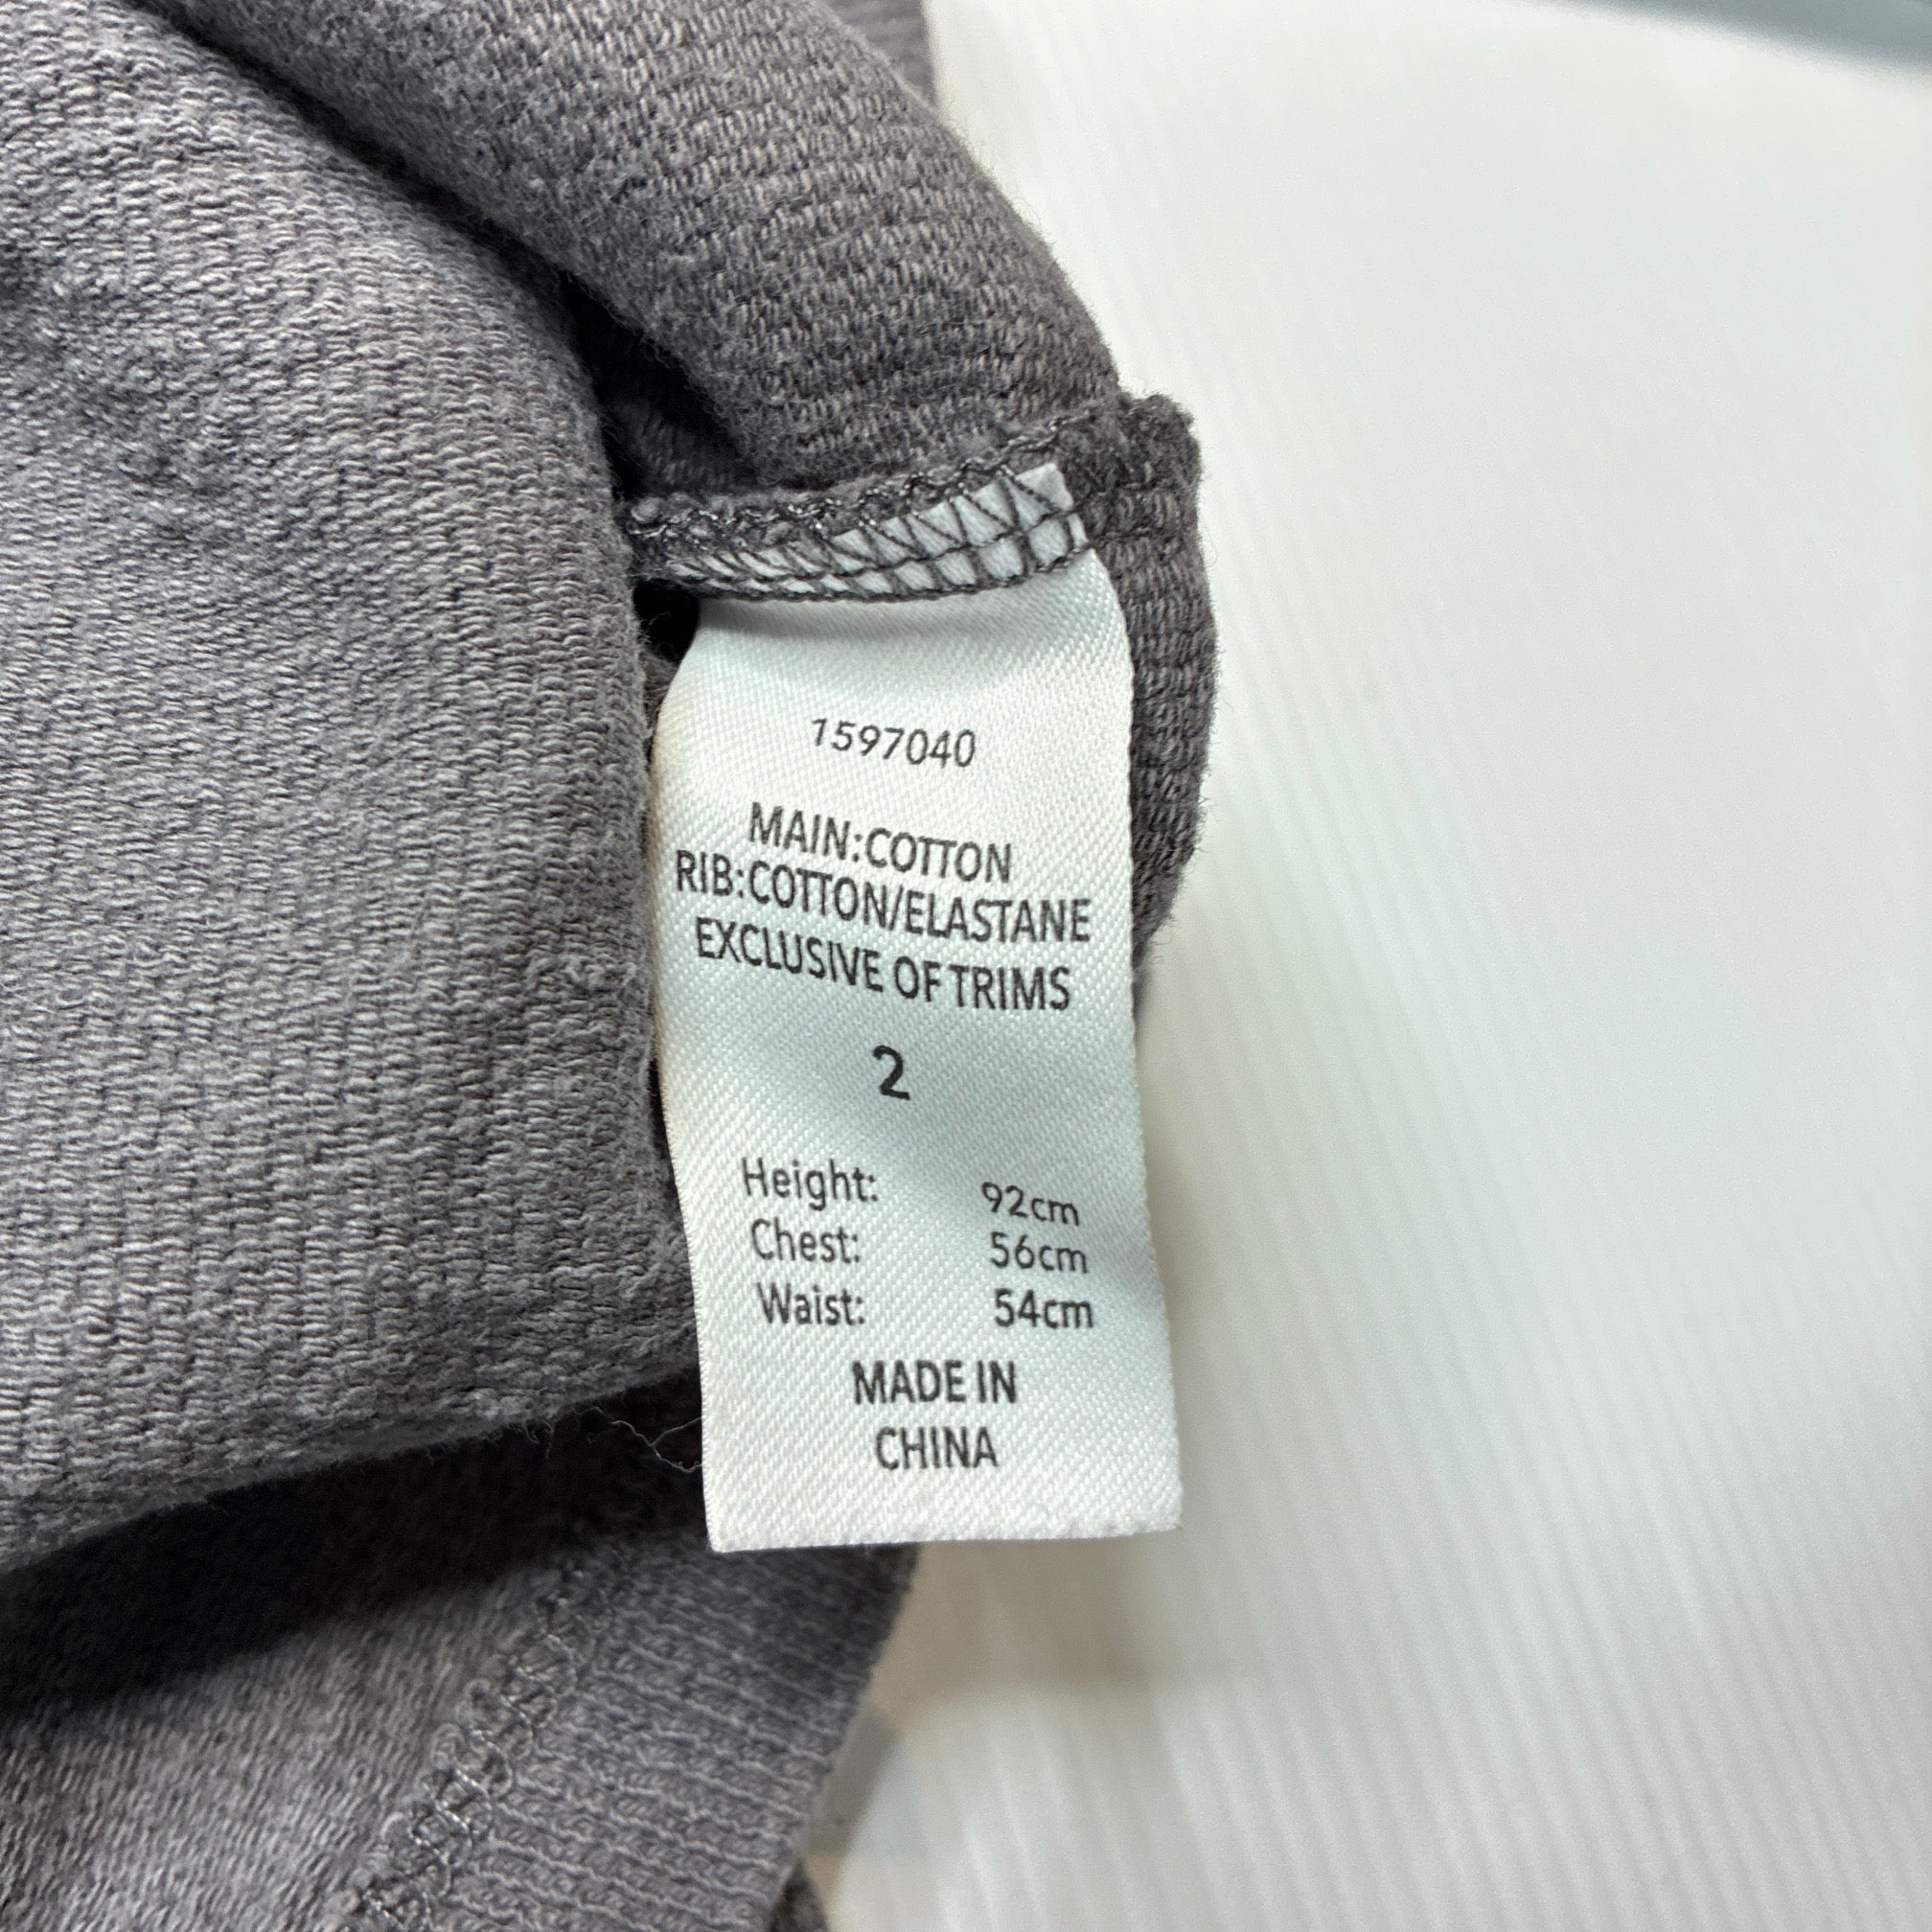 1597040
MAIN:COTTON
RIB:COTTON/ELASTANE
EXCLUSIVE OF TRIMS
2
Height: 92cm
Chest: 56cm
Waist: 54cm
MADE IN
CHINA